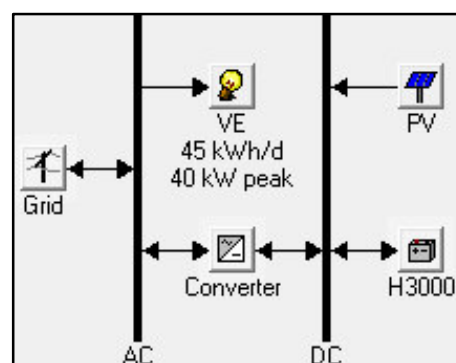 VE
45 kWh/d
40 kW peak
PV
Grid
Converter
H3000
AC
DC